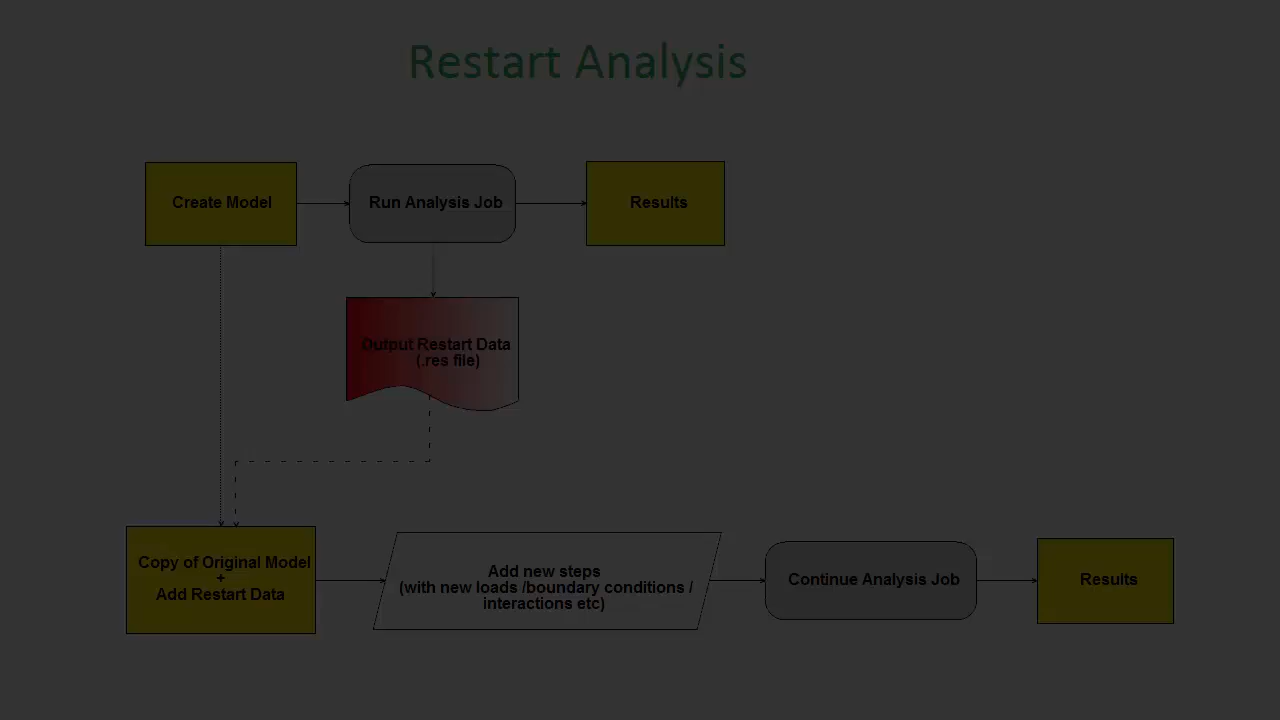 Restart Analysis
Create Model
Run Analysis Job
Results
Output Restart Data
(.res file)
Copy of Original Model
+
Add Restart Data
Add new steps
(with new loads /boundary conditions /
interactions etc)
Continue Analysis Job
Results